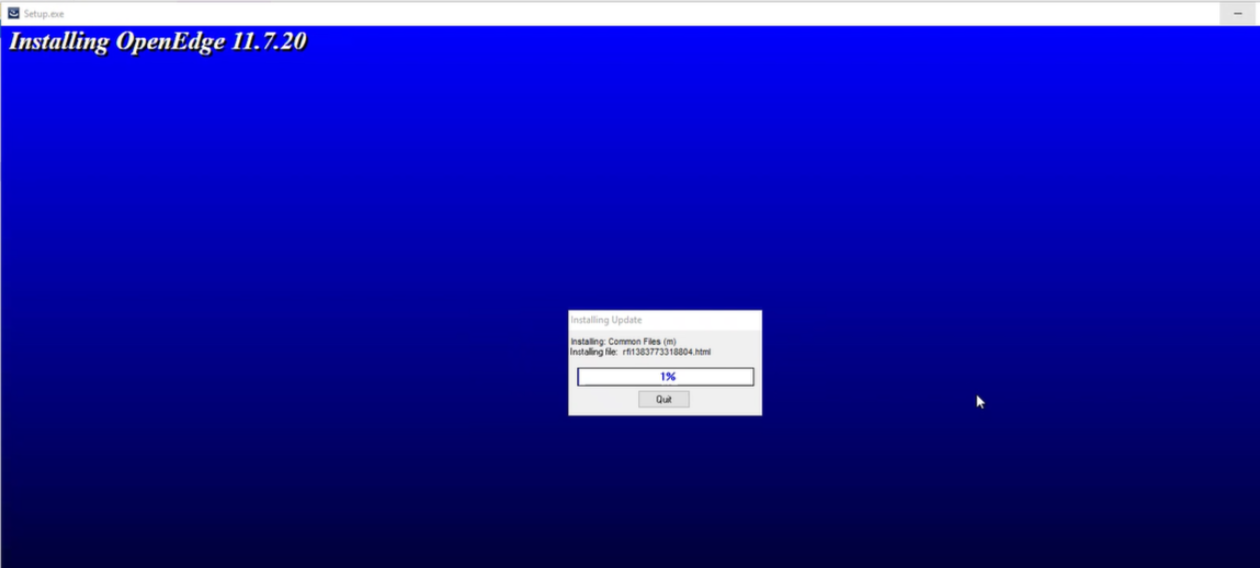 Setup.exe
Installing OpenEdge 11.7.20
Installing Update
Installing: Common Files (m)
Installing file: rfi1383773318804.html
1%
Quit